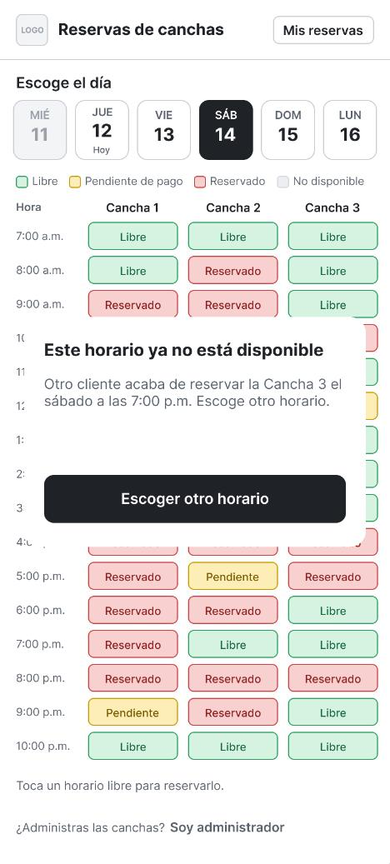 LOGO
Reservas de canchas
Mis reservas
Escoge el día
MIÉ JUE VIE SÁB DOM LUN
11 12 13 14 15 16
Hoy
Libre Pendiente de pago Reservado No disponible
Hora Cancha 1 Cancha 2 Cancha 3
7:00 a.m. Libre Libre Libre
8:00 a.m. Libre Reservado Libre
9:00 a.m. Reservado Reservado Libre
Este horario ya no está disponible
Otro cliente acaba de reservar la Cancha 3 el
sábado a las 7:00 p.m. Escoge otro horario.
Escoger otro horario
5:00 p.m. Reservado Pendiente Reservado
6:00 p.m. Reservado Reservado Libre
7:00 p.m. Reservado Libre Libre
8:00 p.m. Reservado Reservado Reservado
9:00 p.m. Pendiente Reservado Libre
10:00 p.m. Libre Libre Libre
Toca un horario libre para reservarlo.
¿Administras las canchas? Soy administrador